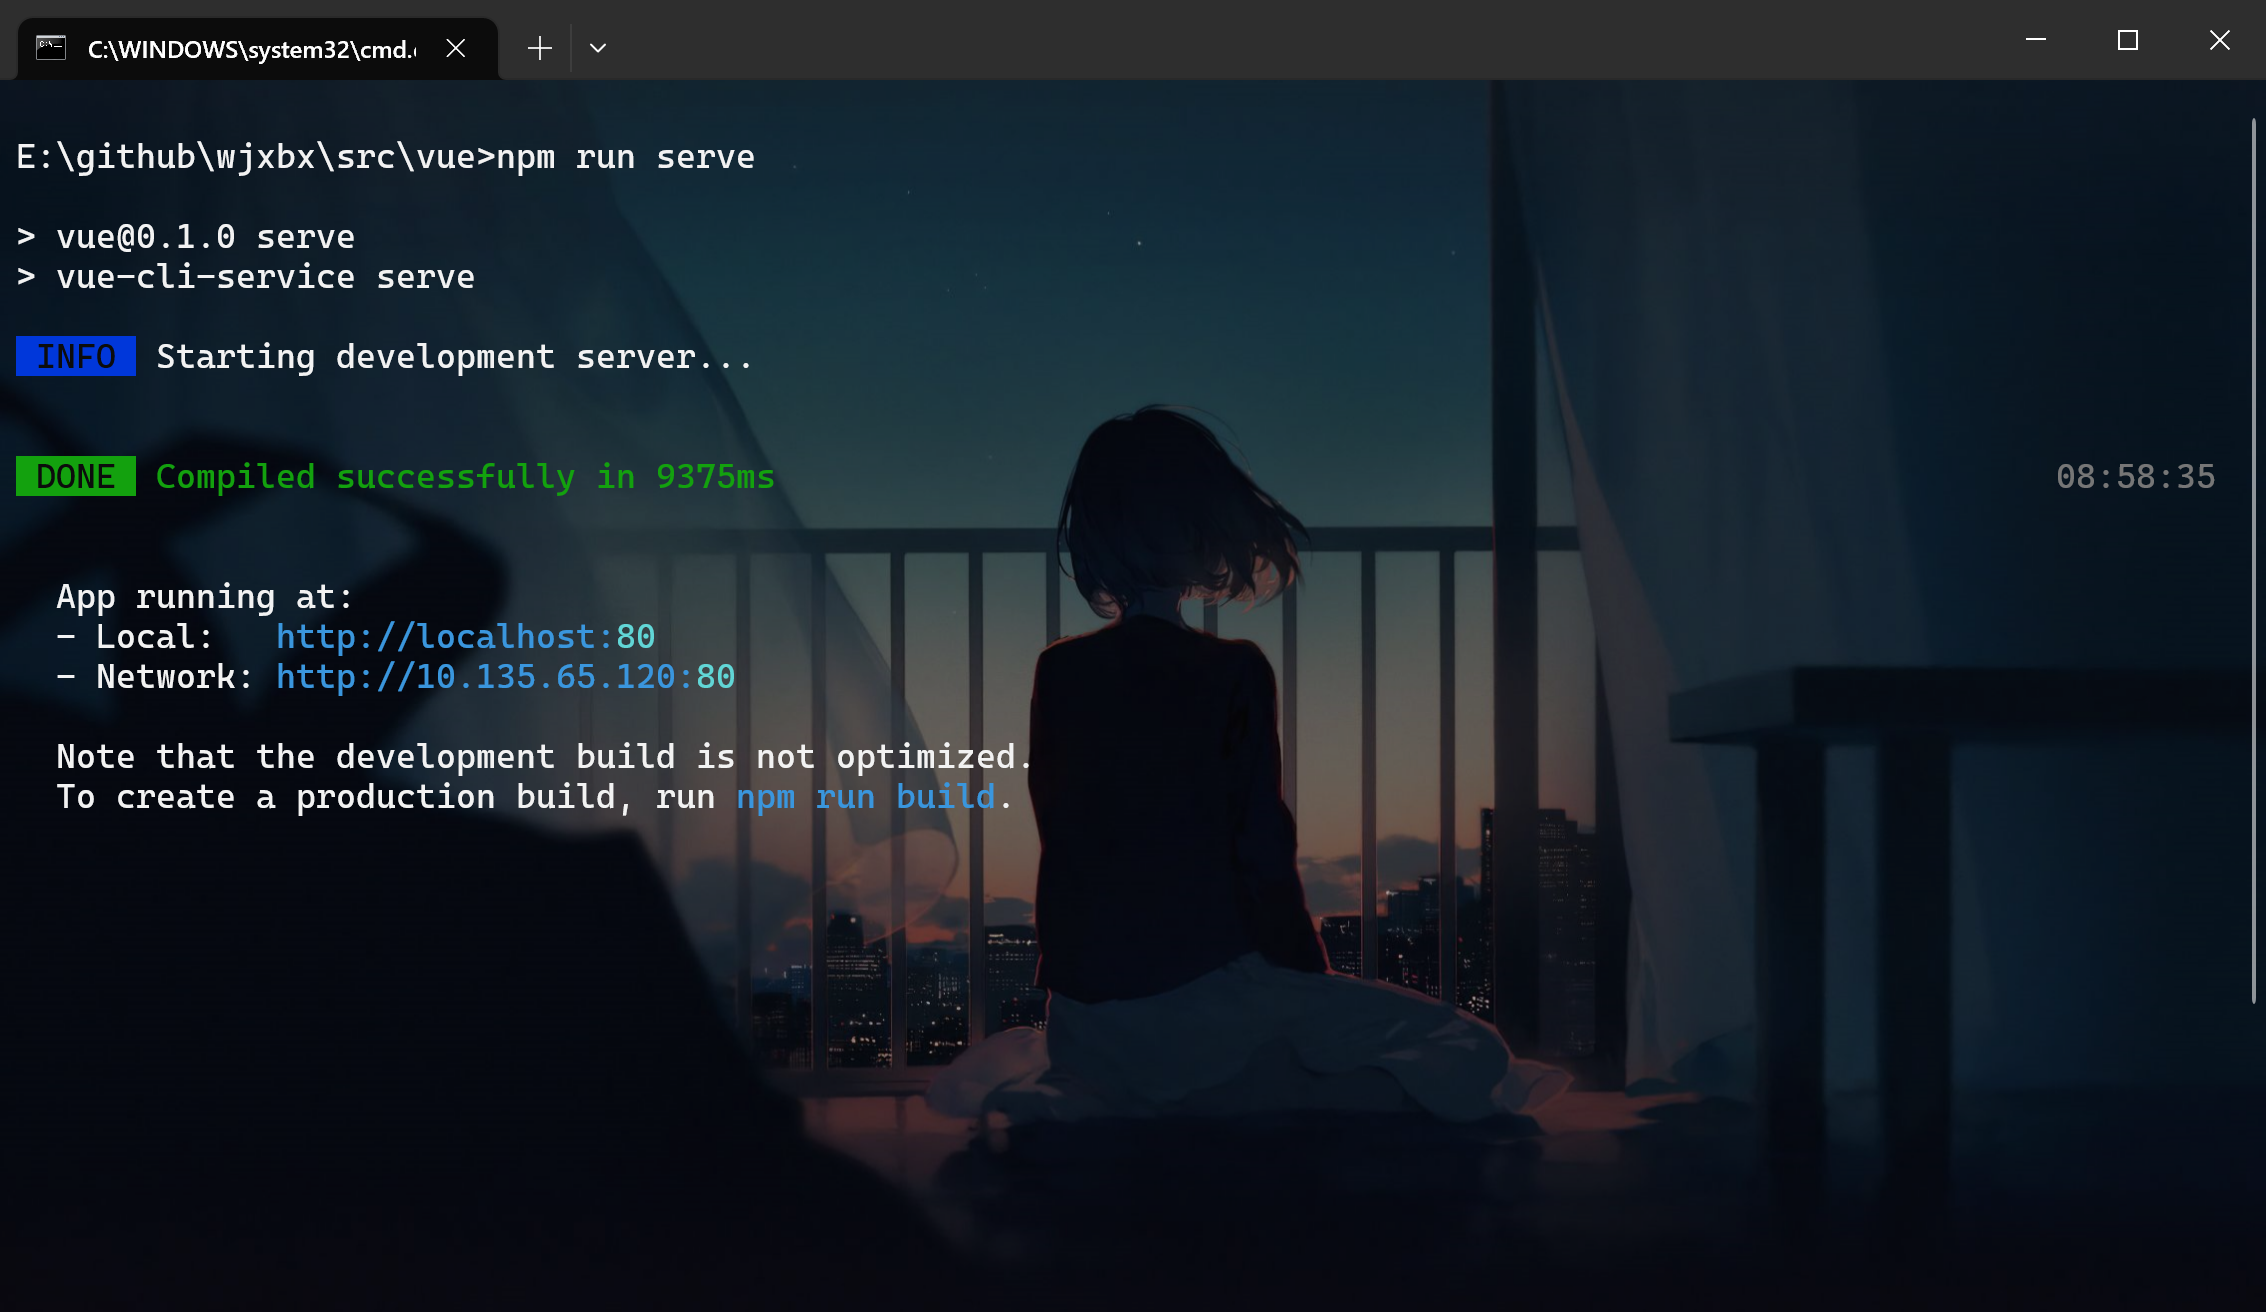 C:\WINDOWS\system32\cmd.
E:\github\wjxbx\src\vue>npm run serve
> vue@0.1.0 serve
> vue-cli-service serve
INFO Starting development server...
DONE Compiled successfully in 9375ms 08:58:35
App running at:
- Local: http://localhost:80
- Network: http://10.135.65.120:80
Note that the development build is not optimized.
To create a production build, run npm run build.